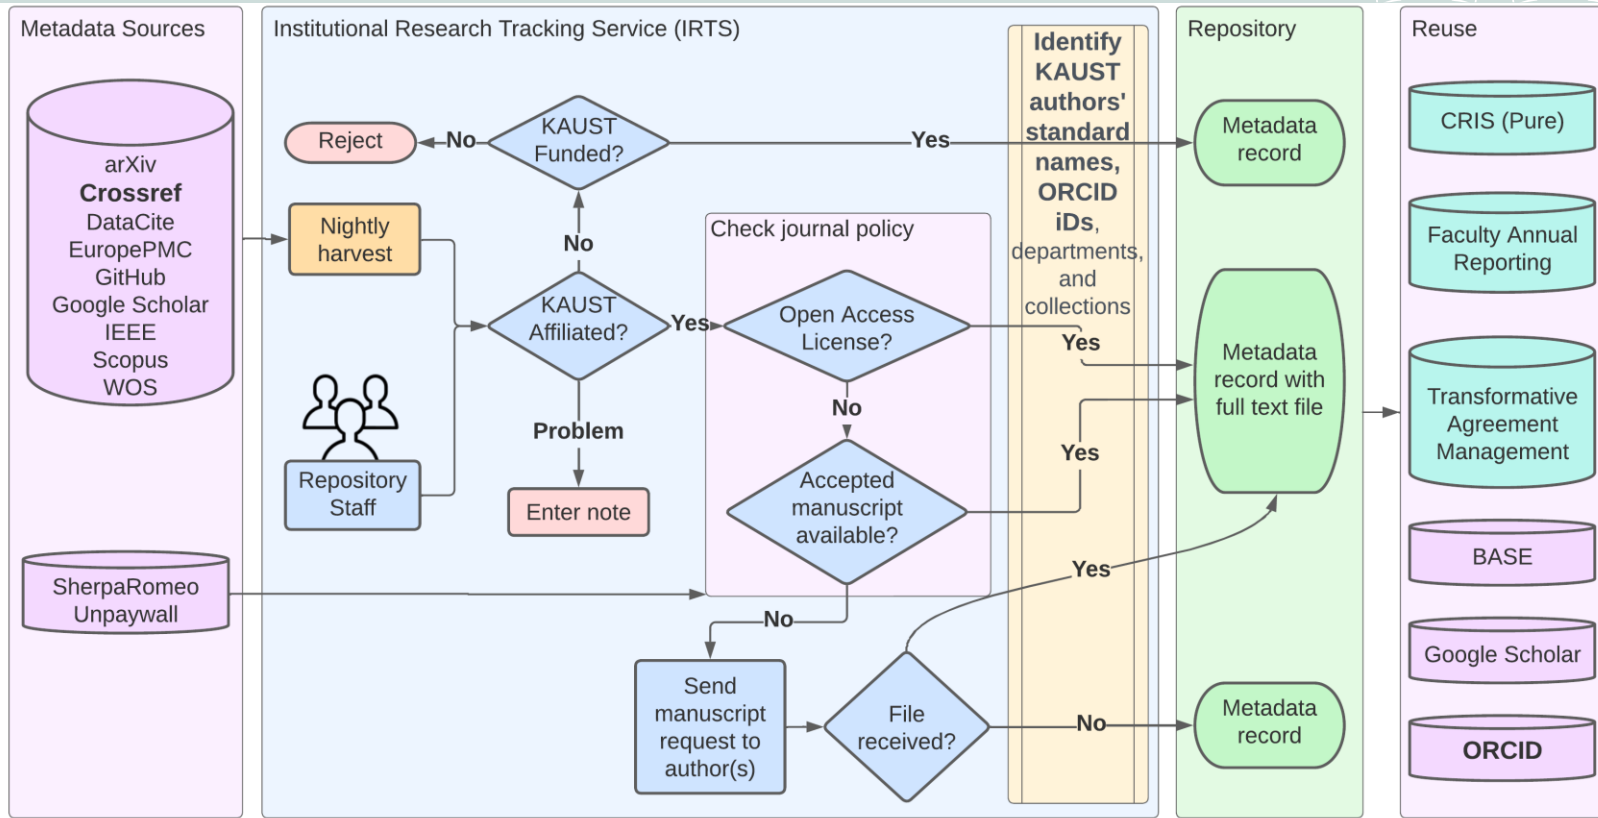 Metadata Sources
arXiv
Crossref
DataCite
EuropePMC
GitHub
Google Scholar
IEEE
Scopus
WOS
SherpaRomeo
Unpaywall
Institutional Research Tracking Service (IRTS)
Reject
No
KAUST
Funded?
Yes
Nightly
harvest
No
KAUST
Affiliated?
Yes
Problem
Enter note
Repository
Staff
Check journal policy
Open Access
License?
Yes
No
Accepted
manuscript
available?
Yes
No
Send
manuscript
request to
author(s)
File
received?
Yes
No
Identify
KAUST
authors'
standard
names,
ORCID
iDs,
departments,
and
collections
Repository
Metadata
record
Metadata
record with
full text file
Metadata
record
Reuse
CRIS (Pure)
Faculty Annual
Reporting
Transformative
Agreement
Management
BASE
Google Scholar
ORCID